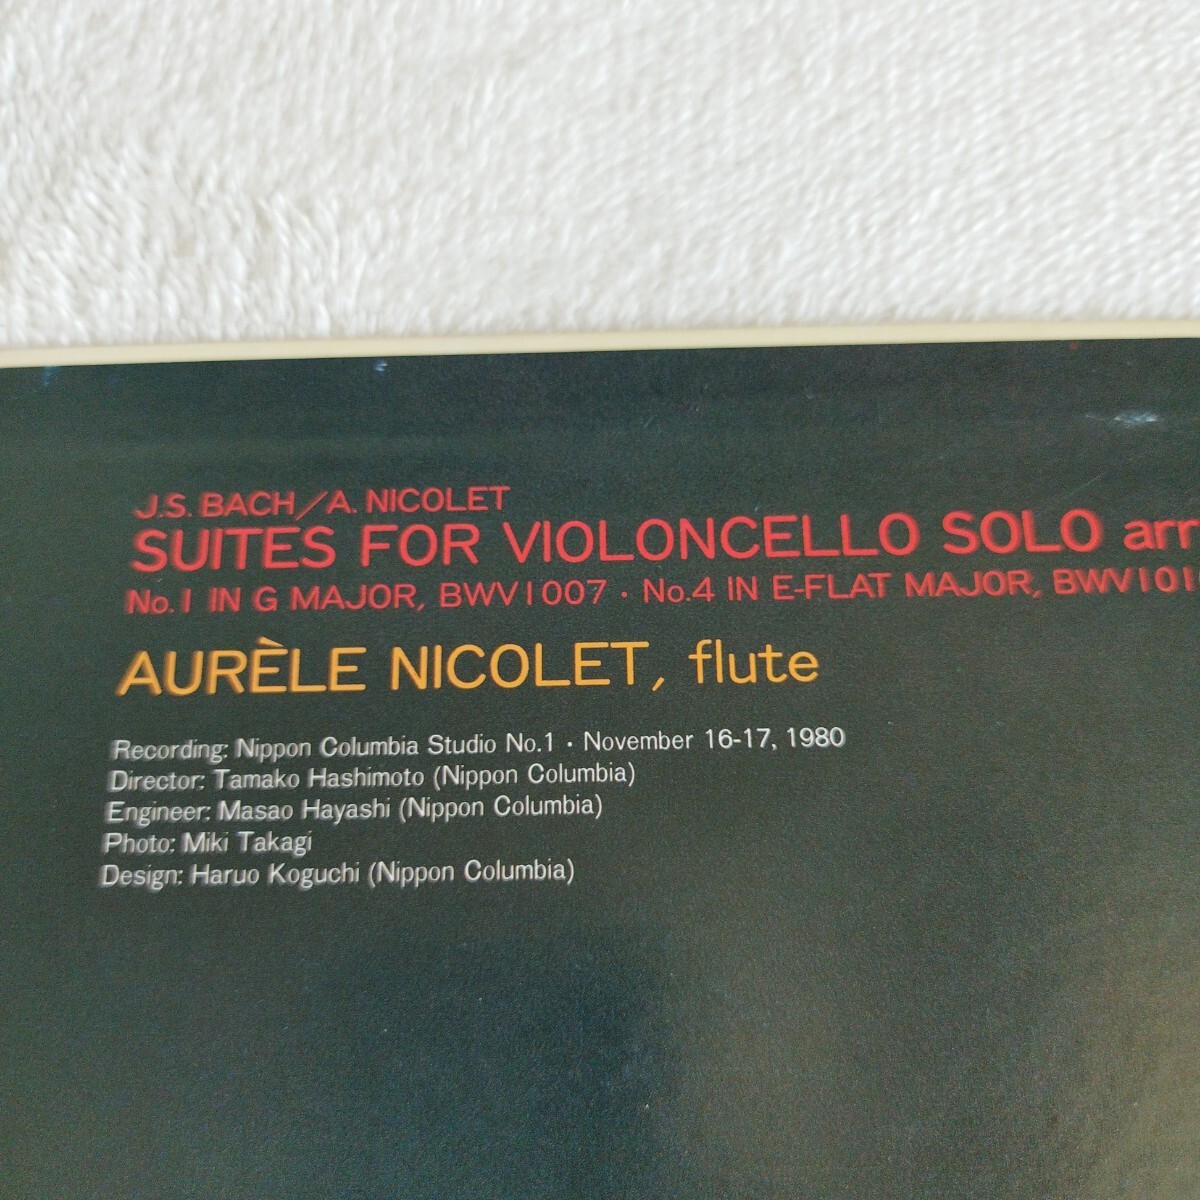 J.S. BACH／A. NICOLET
SUITES FOR VIOLONCELLO SOLO arr
No.1 IN G MAJOR, BWV1007 · No.4 IN E-FLAT MAJOR, BWV101
AURÈLE NICOLET, flute
Recording: Nippon Columbia Studio No.1 · November 16-17, 1980
Director: Tamako Hashimoto (Nippon Columbia)
Engineer: Masao Hayashi (Nippon Columbia)
Photo: Miki Takagi
Design: Haruo Koguchi (Nippon Columbia)